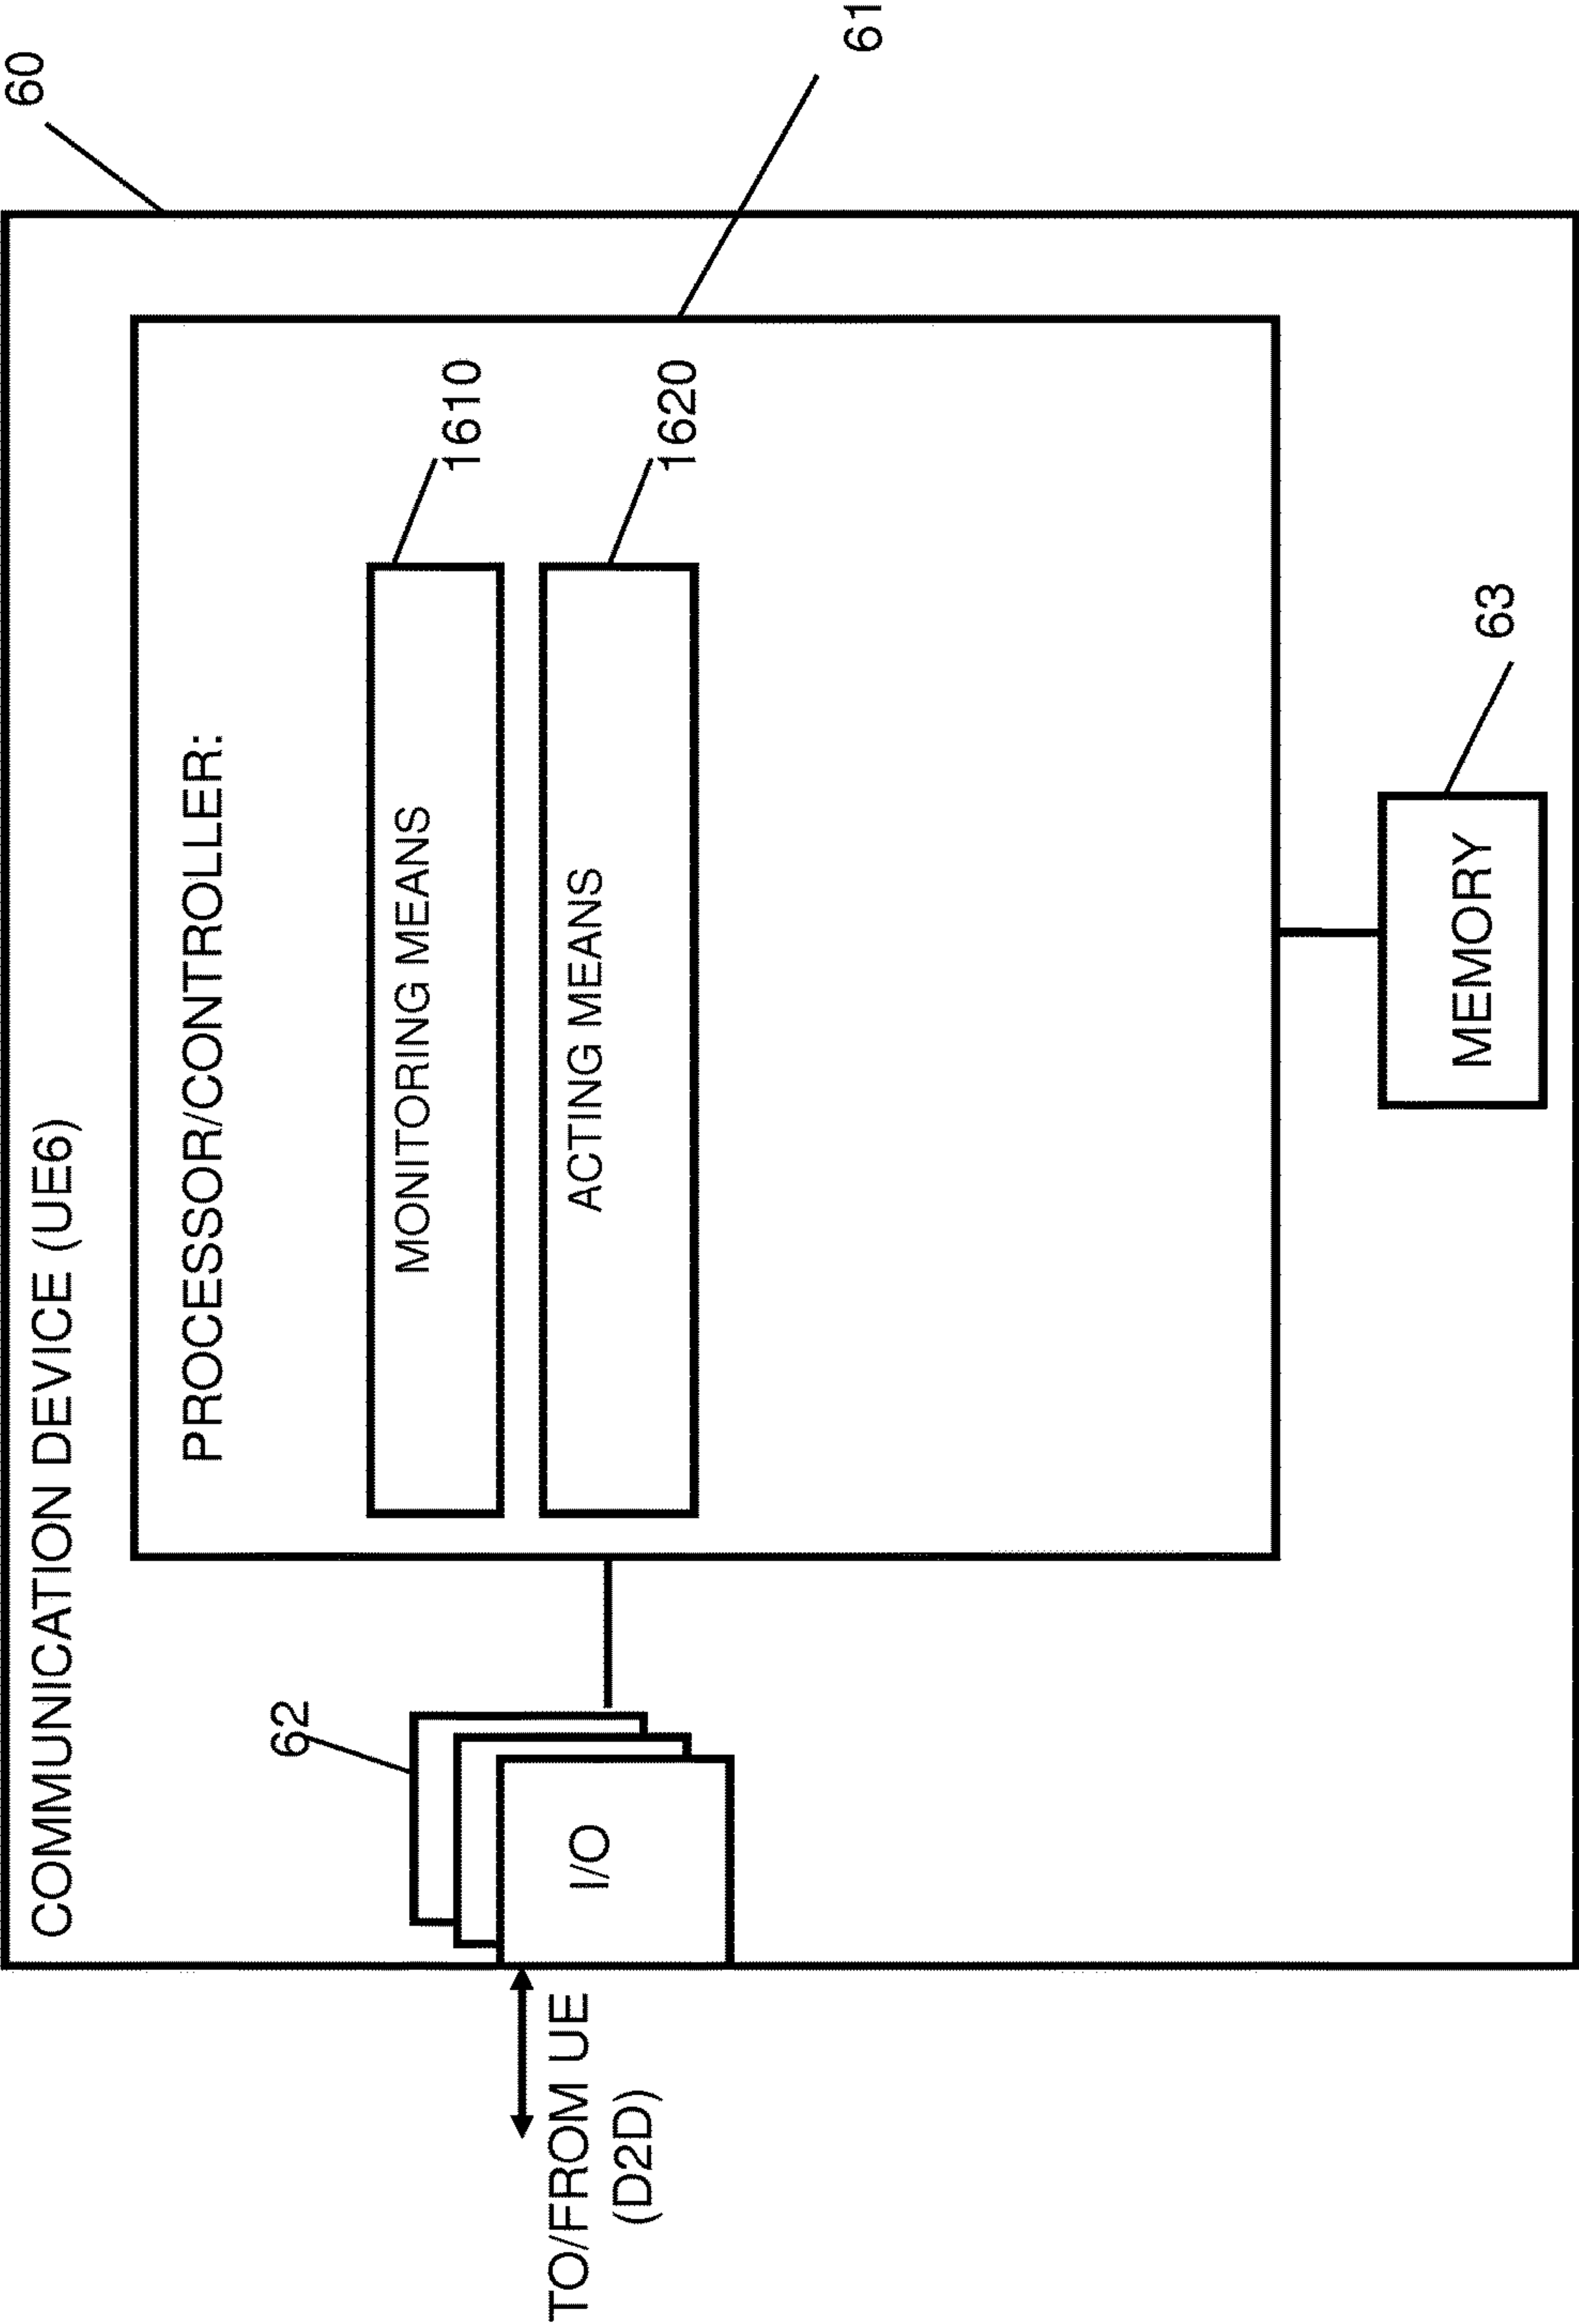 60
COMMUNICATION DEVICE (UE6)
61
PROCESSOR/CONTROLLER:
62
1610
MONITORING MEANS
1620
ACTING MEANS
I/O
TO/FROM UE
(D2D)
63
MEMORY